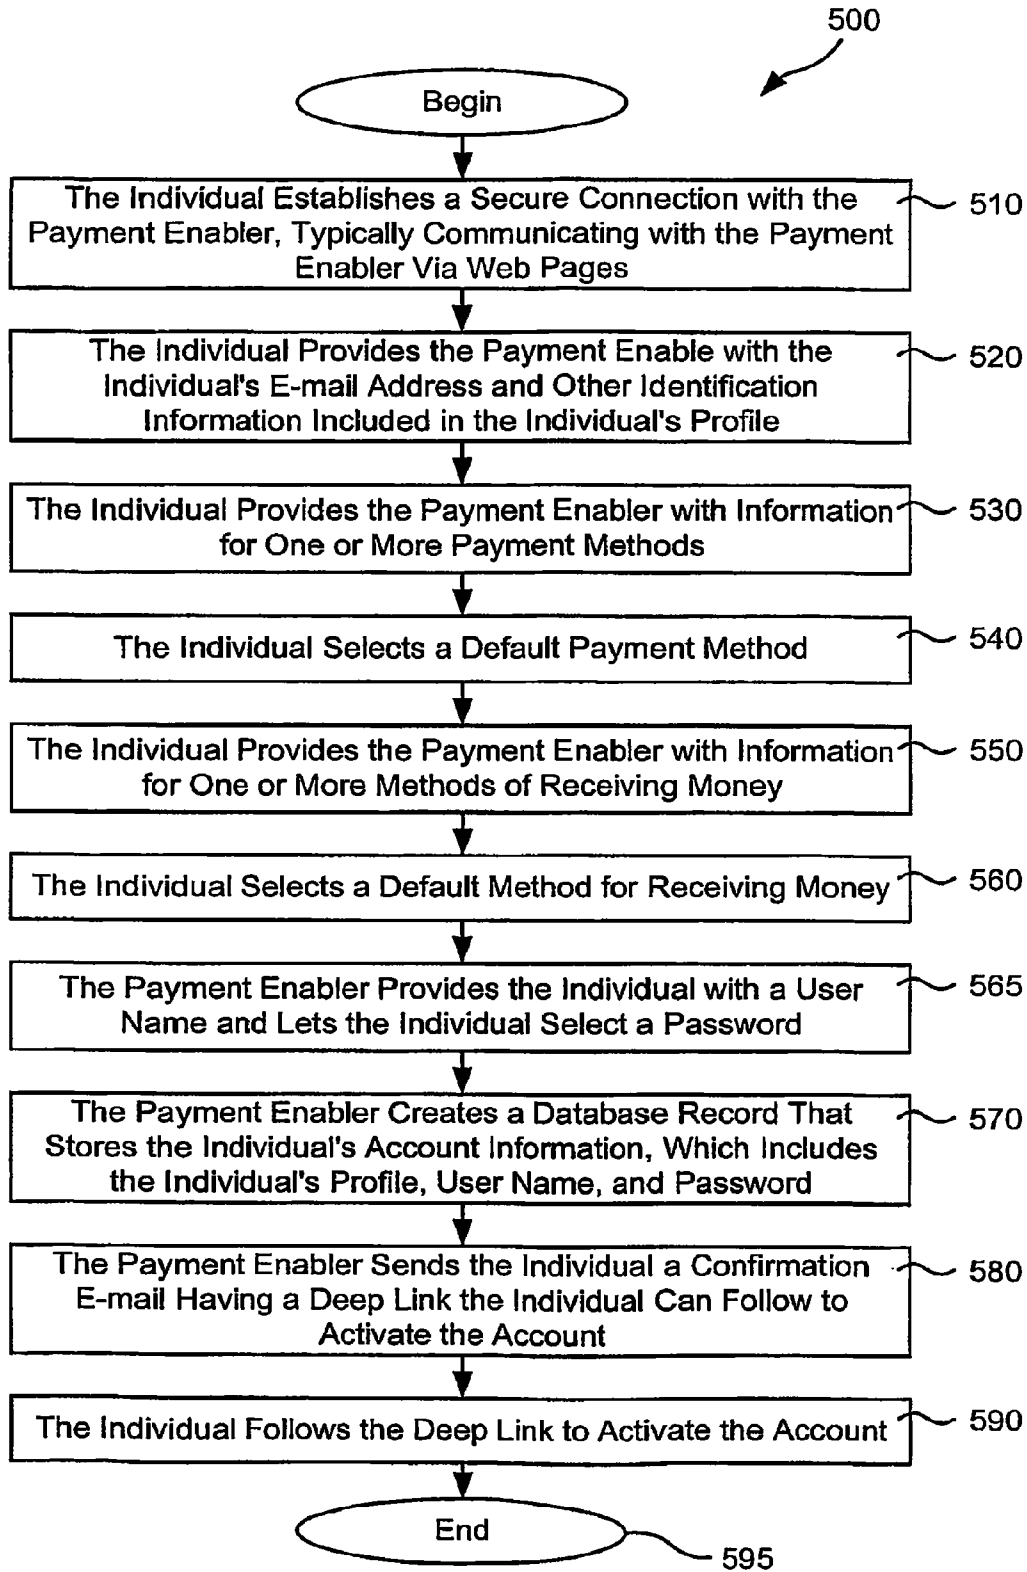 500
Begin
The Individual Establishes a Secure Connection with the
Payment Enabler, Typically Communicating with the Payment
Enabler Via Web Pages
510
The Individual Provides the Payment Enable with the
Individual's E-mail Address and Other Identification
Information Included in the Individual's Profile
520
The Individual Provides the Payment Enabler with Information
for One or More Payment Methods
530
The Individual Selects a Default Payment Method
540
The Individual Provides the Payment Enabler with Information
for One or More Methods of Receiving Money
550
The Individual Selects a Default Method for Receiving Money
560
The Payment Enabler Provides the Individual with a User
Name and Lets the Individual Select a Password
565
The Payment Enabler Creates a Database Record That
Stores the Individual's Account Information, Which Includes
the Individual's Profile, User Name, and Password
570
The Payment Enabler Sends the Individual a Confirmation
E-mail Having a Deep Link the Individual Can Follow to
Activate the Account
580
The Individual Follows the Deep Link to Activate the Account
590
End
595